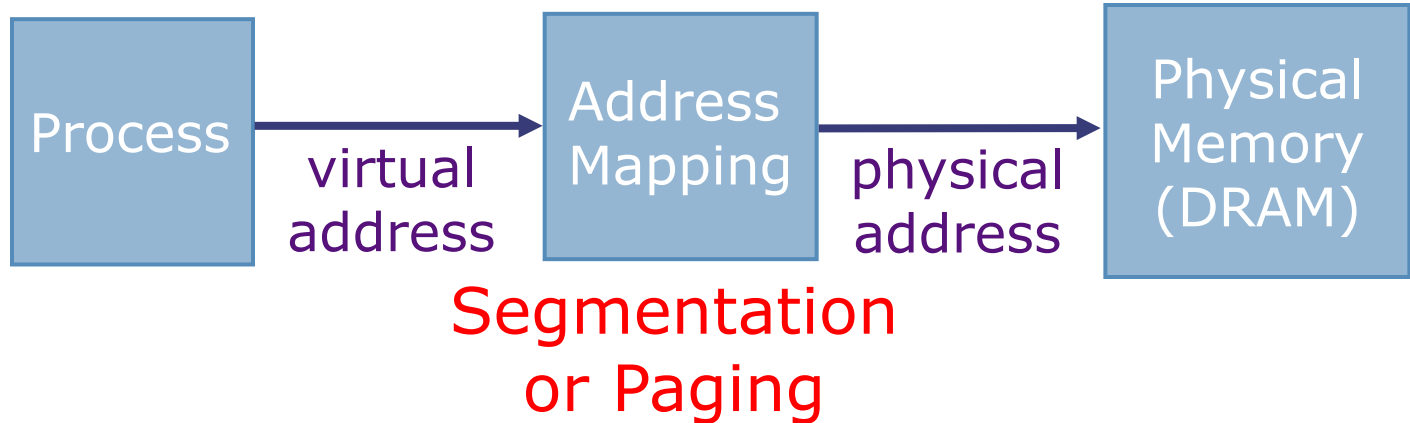 Process
virtual
address
Address
Mapping
physical
address
Physical
Memory
(DRAM)
Segmentation
or Paging